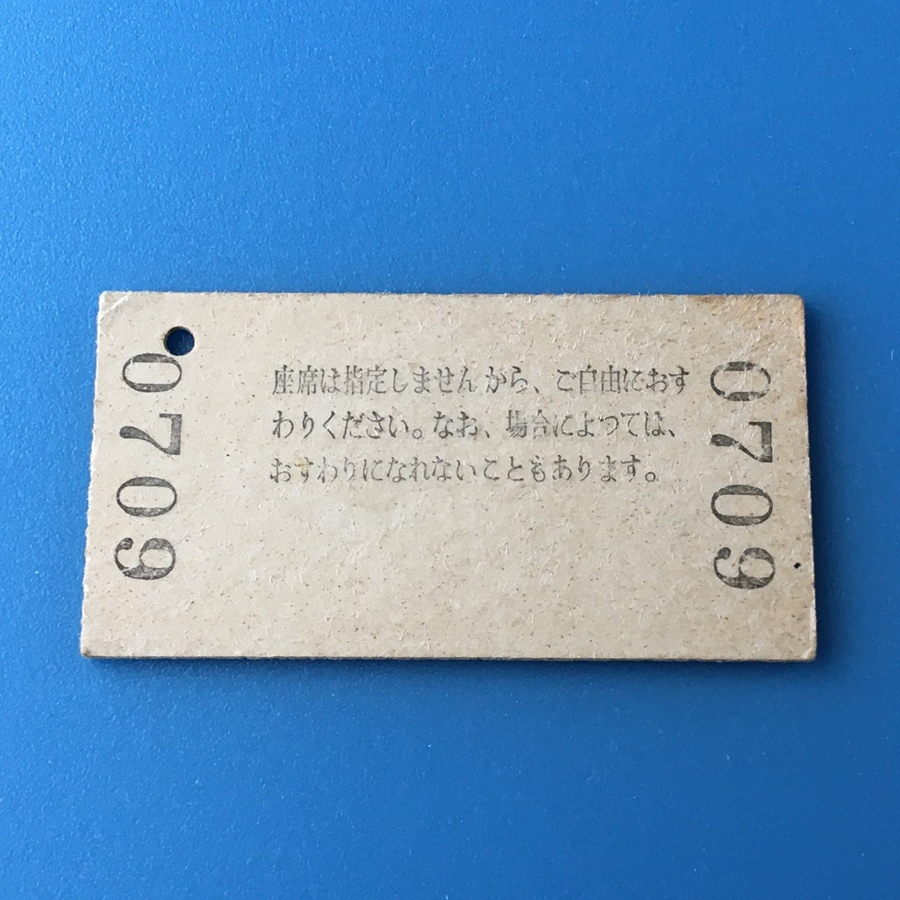 0709
座席は指定しませんから、ご自由におす
わりください。なお、場合によつては、
おすわりになれないこともあります。
0709